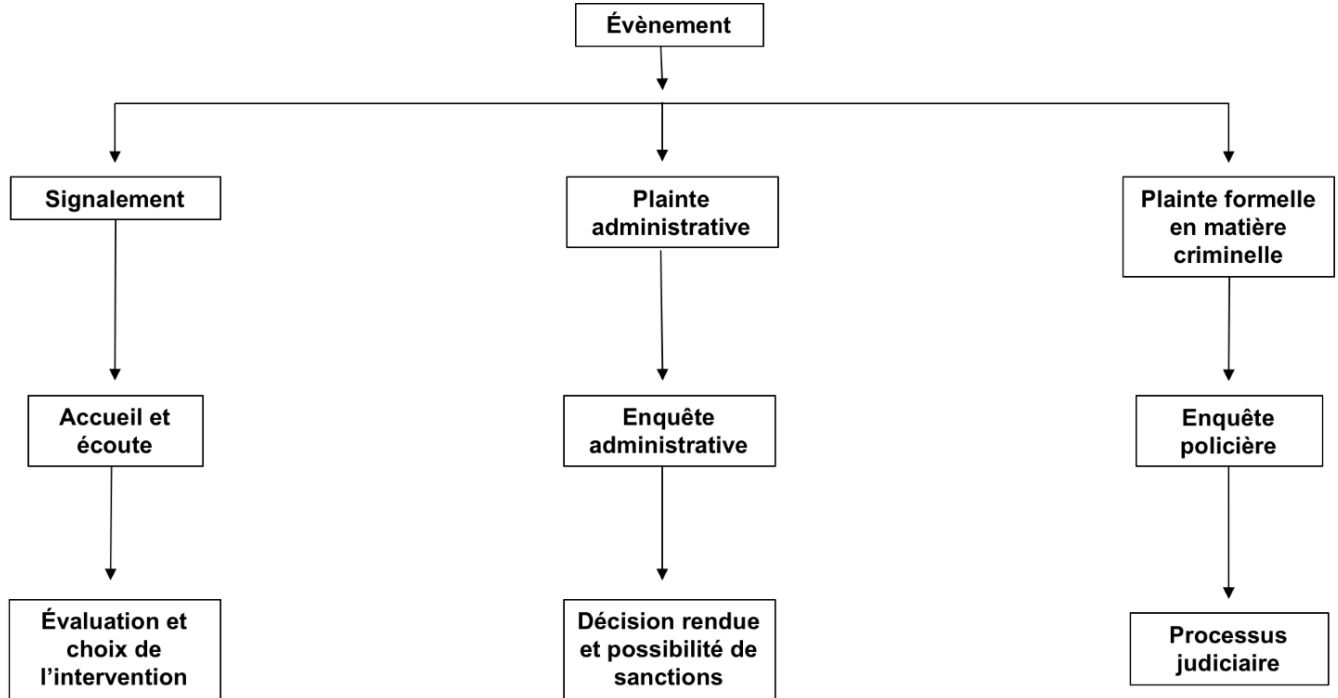 Évènement
Signalement
Plainte
administrative
Plainte formelle
en matière
criminelle
Accueil et
écoute
Enquête
administrative
Enquête
policière
Évaluation et
choix de
l’intervention
Décision rendue
et possibilité de
sanctions
Processus
judiciaire